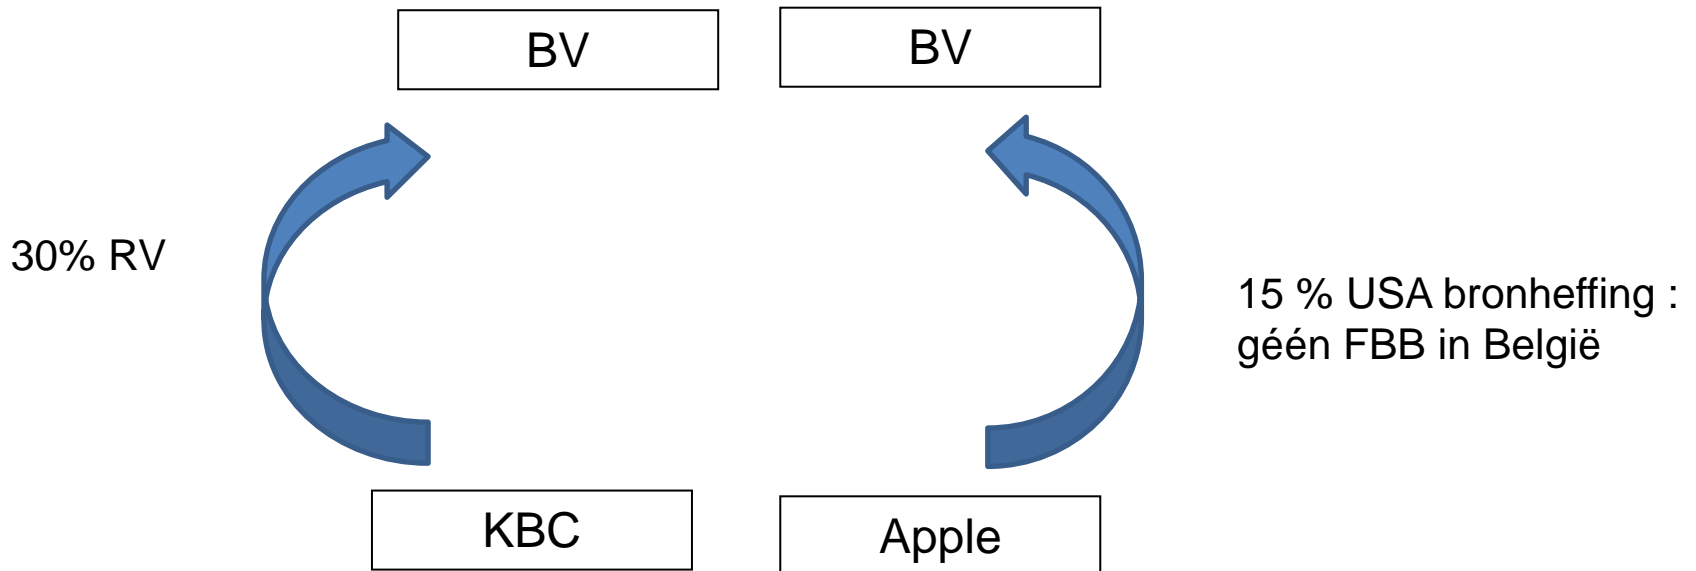 BV
BV
30% RV
15 % USA bronheffing :
géén FBB in België
KBC
Apple